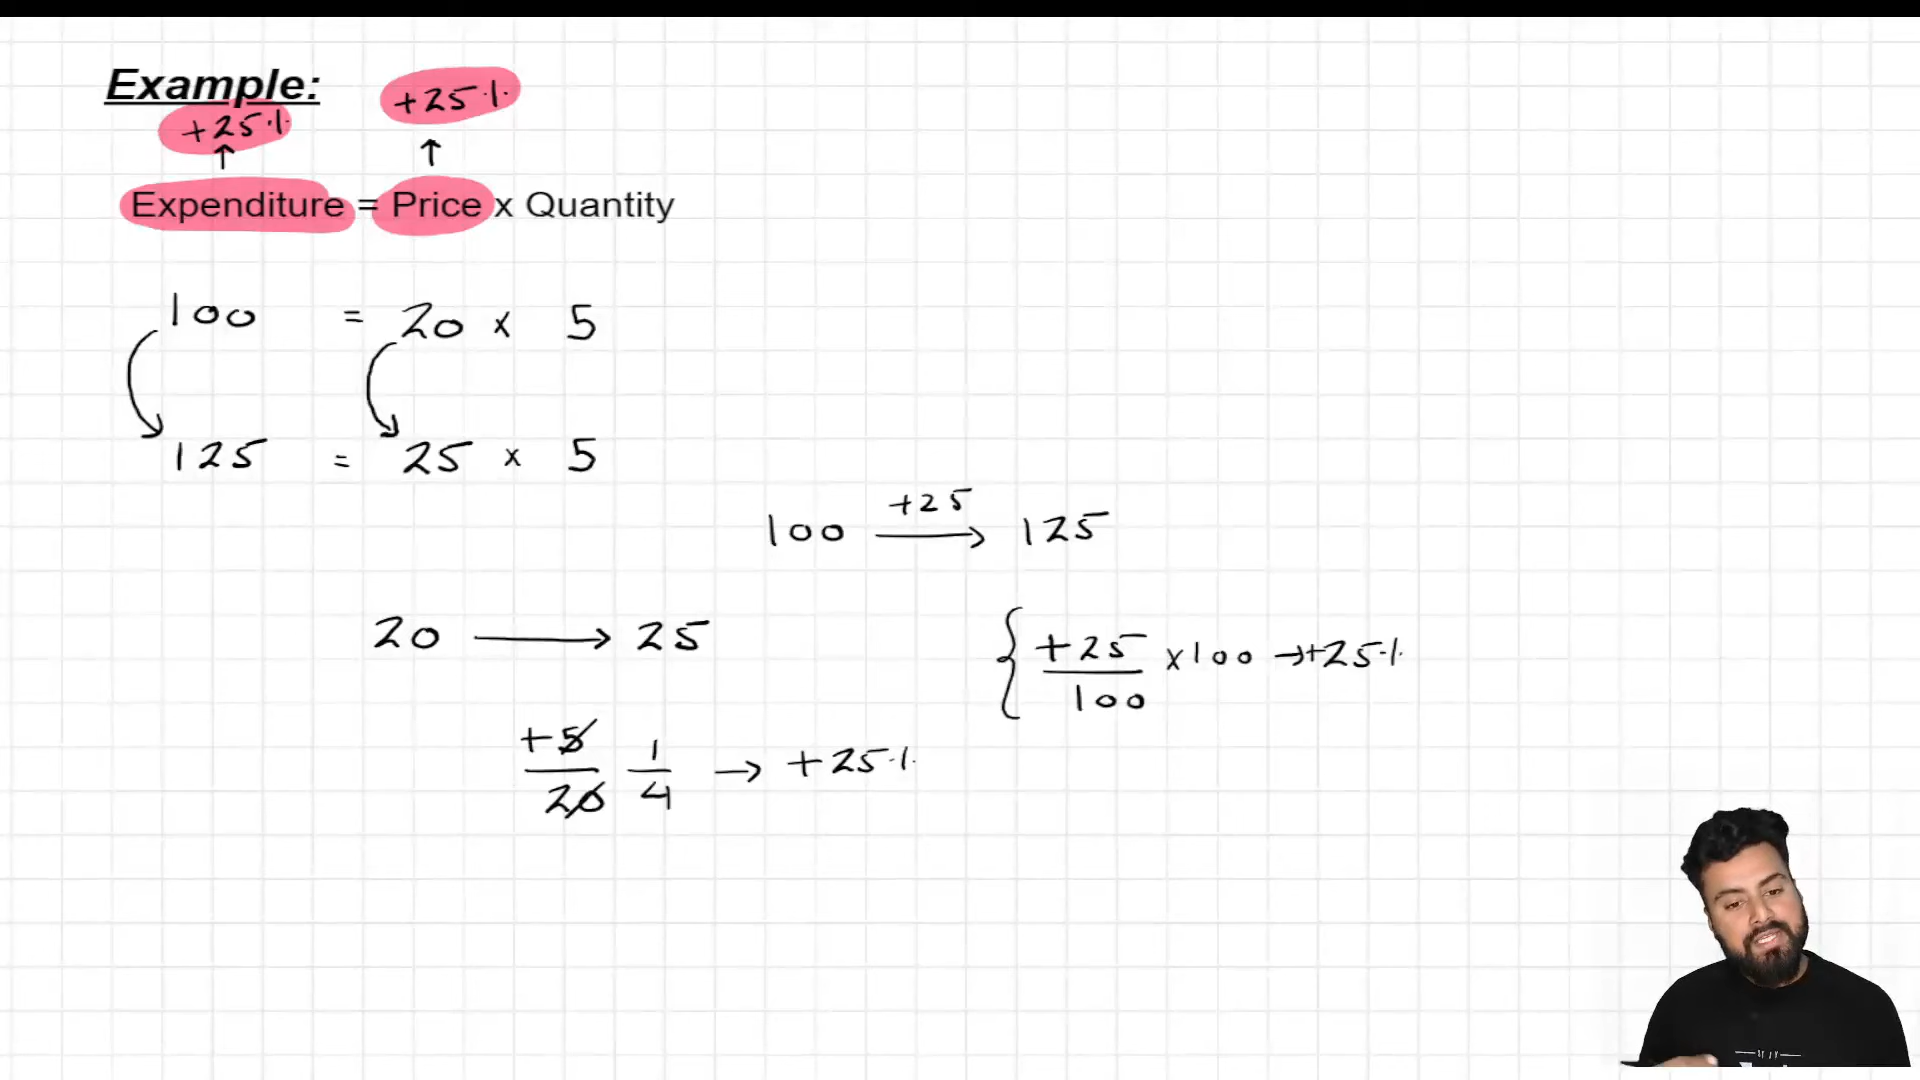 Example:
+25% +25%
↑ ↑
Expenditure = Price x Quantity
100 = 20 x 5
125 = 25 x 5
100 +25→ 125
20 → 25
{ +25/100 x100 →+25%
+5/20 1/4 → +25%